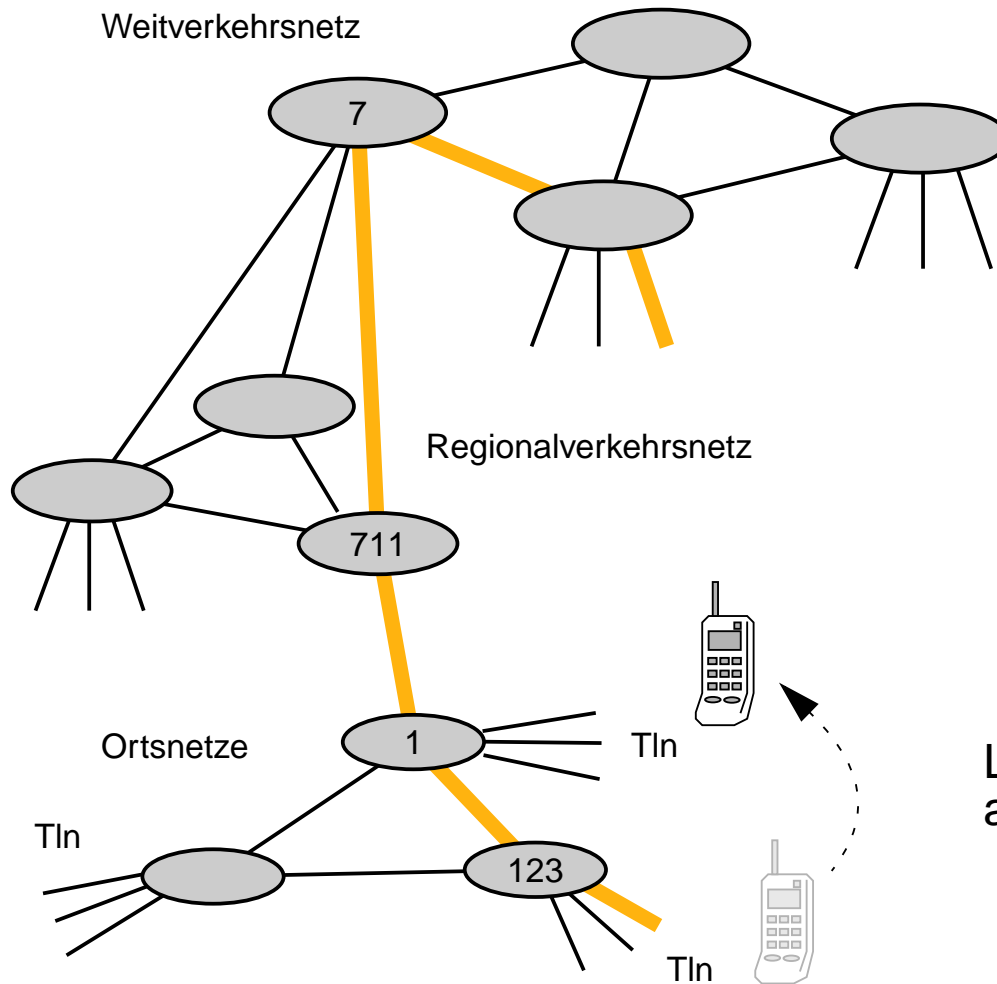 Weitverkehrsnetz
7
Regionalverkehrsnetz
711
Ortsnetze
1
Tln
L
a
Tln
123
Tln